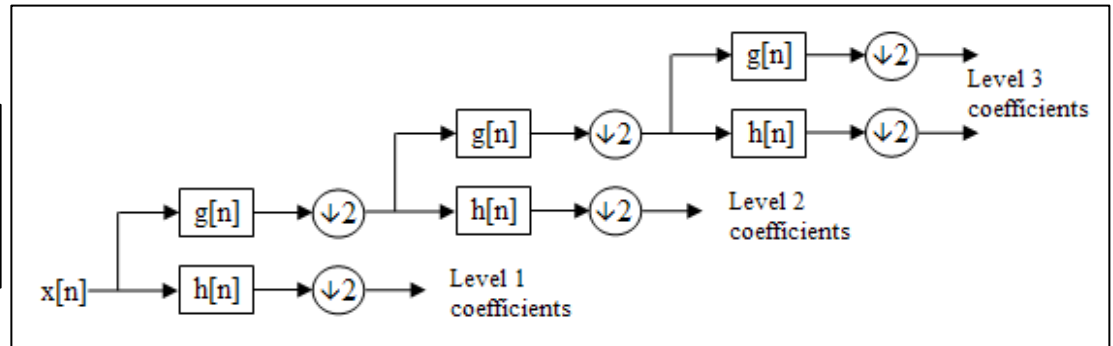 g[n] ↓2
Level 3
coefficients
g[n] ↓2 h[n] ↓2
g[n] ↓2 h[n] ↓2
Level 2
coefficients
x[n] h[n] ↓2
Level 1
coefficients